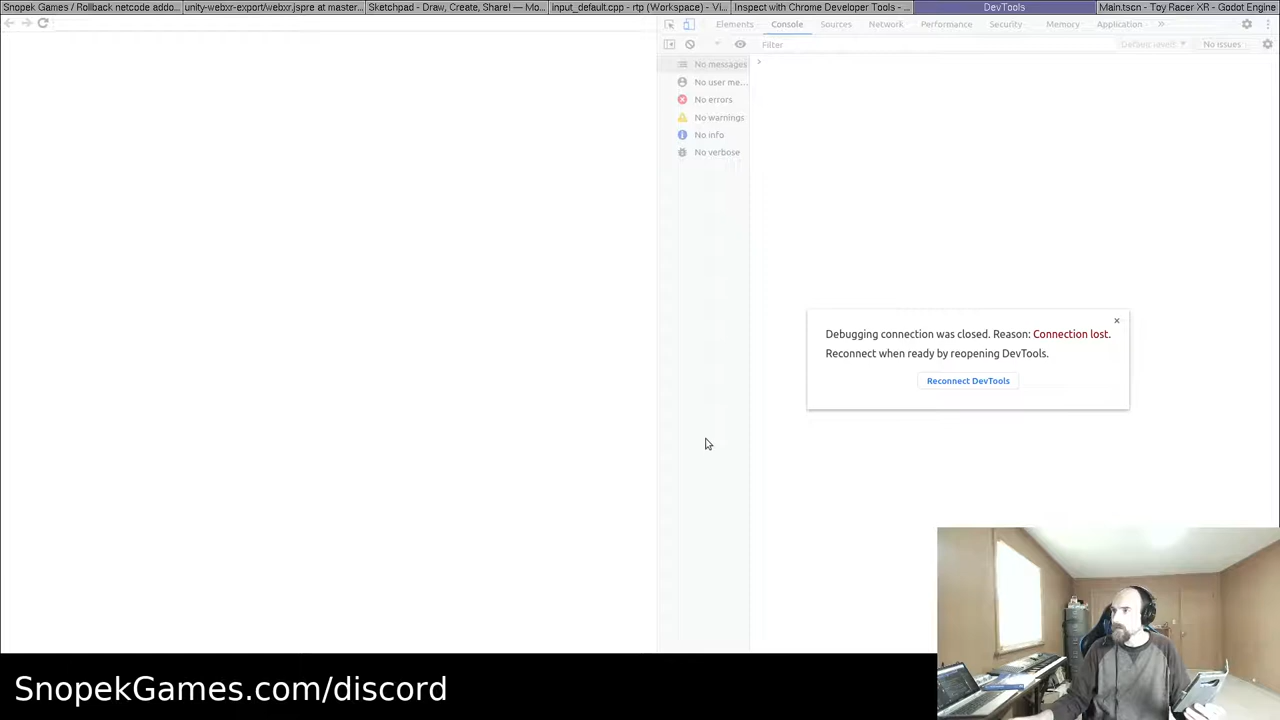 Snopek Games / Rollback netcode addo...
unity-webxr-export/webxr.jspre at master...
Sketchpad - Draw, Create, Share! — Mo...
input_default.cpp - rtp (Workspace) - Vi...
Inspect with Chrome Developer Tools - ...
DevTools
Main.tscn - Toy Racer XR - Godot Engine
Elements
Console
Sources
Network
Performance
Security
Memory
Application
»
Filter
Default levels ▼
No issues
No messages
No user me...
No errors
No warnings
No info
No verbose
Debugging connection was closed. Reason: Connection lost.
Reconnect when ready by reopening DevTools.
Reconnect DevTools
SnopekGames.com/discord